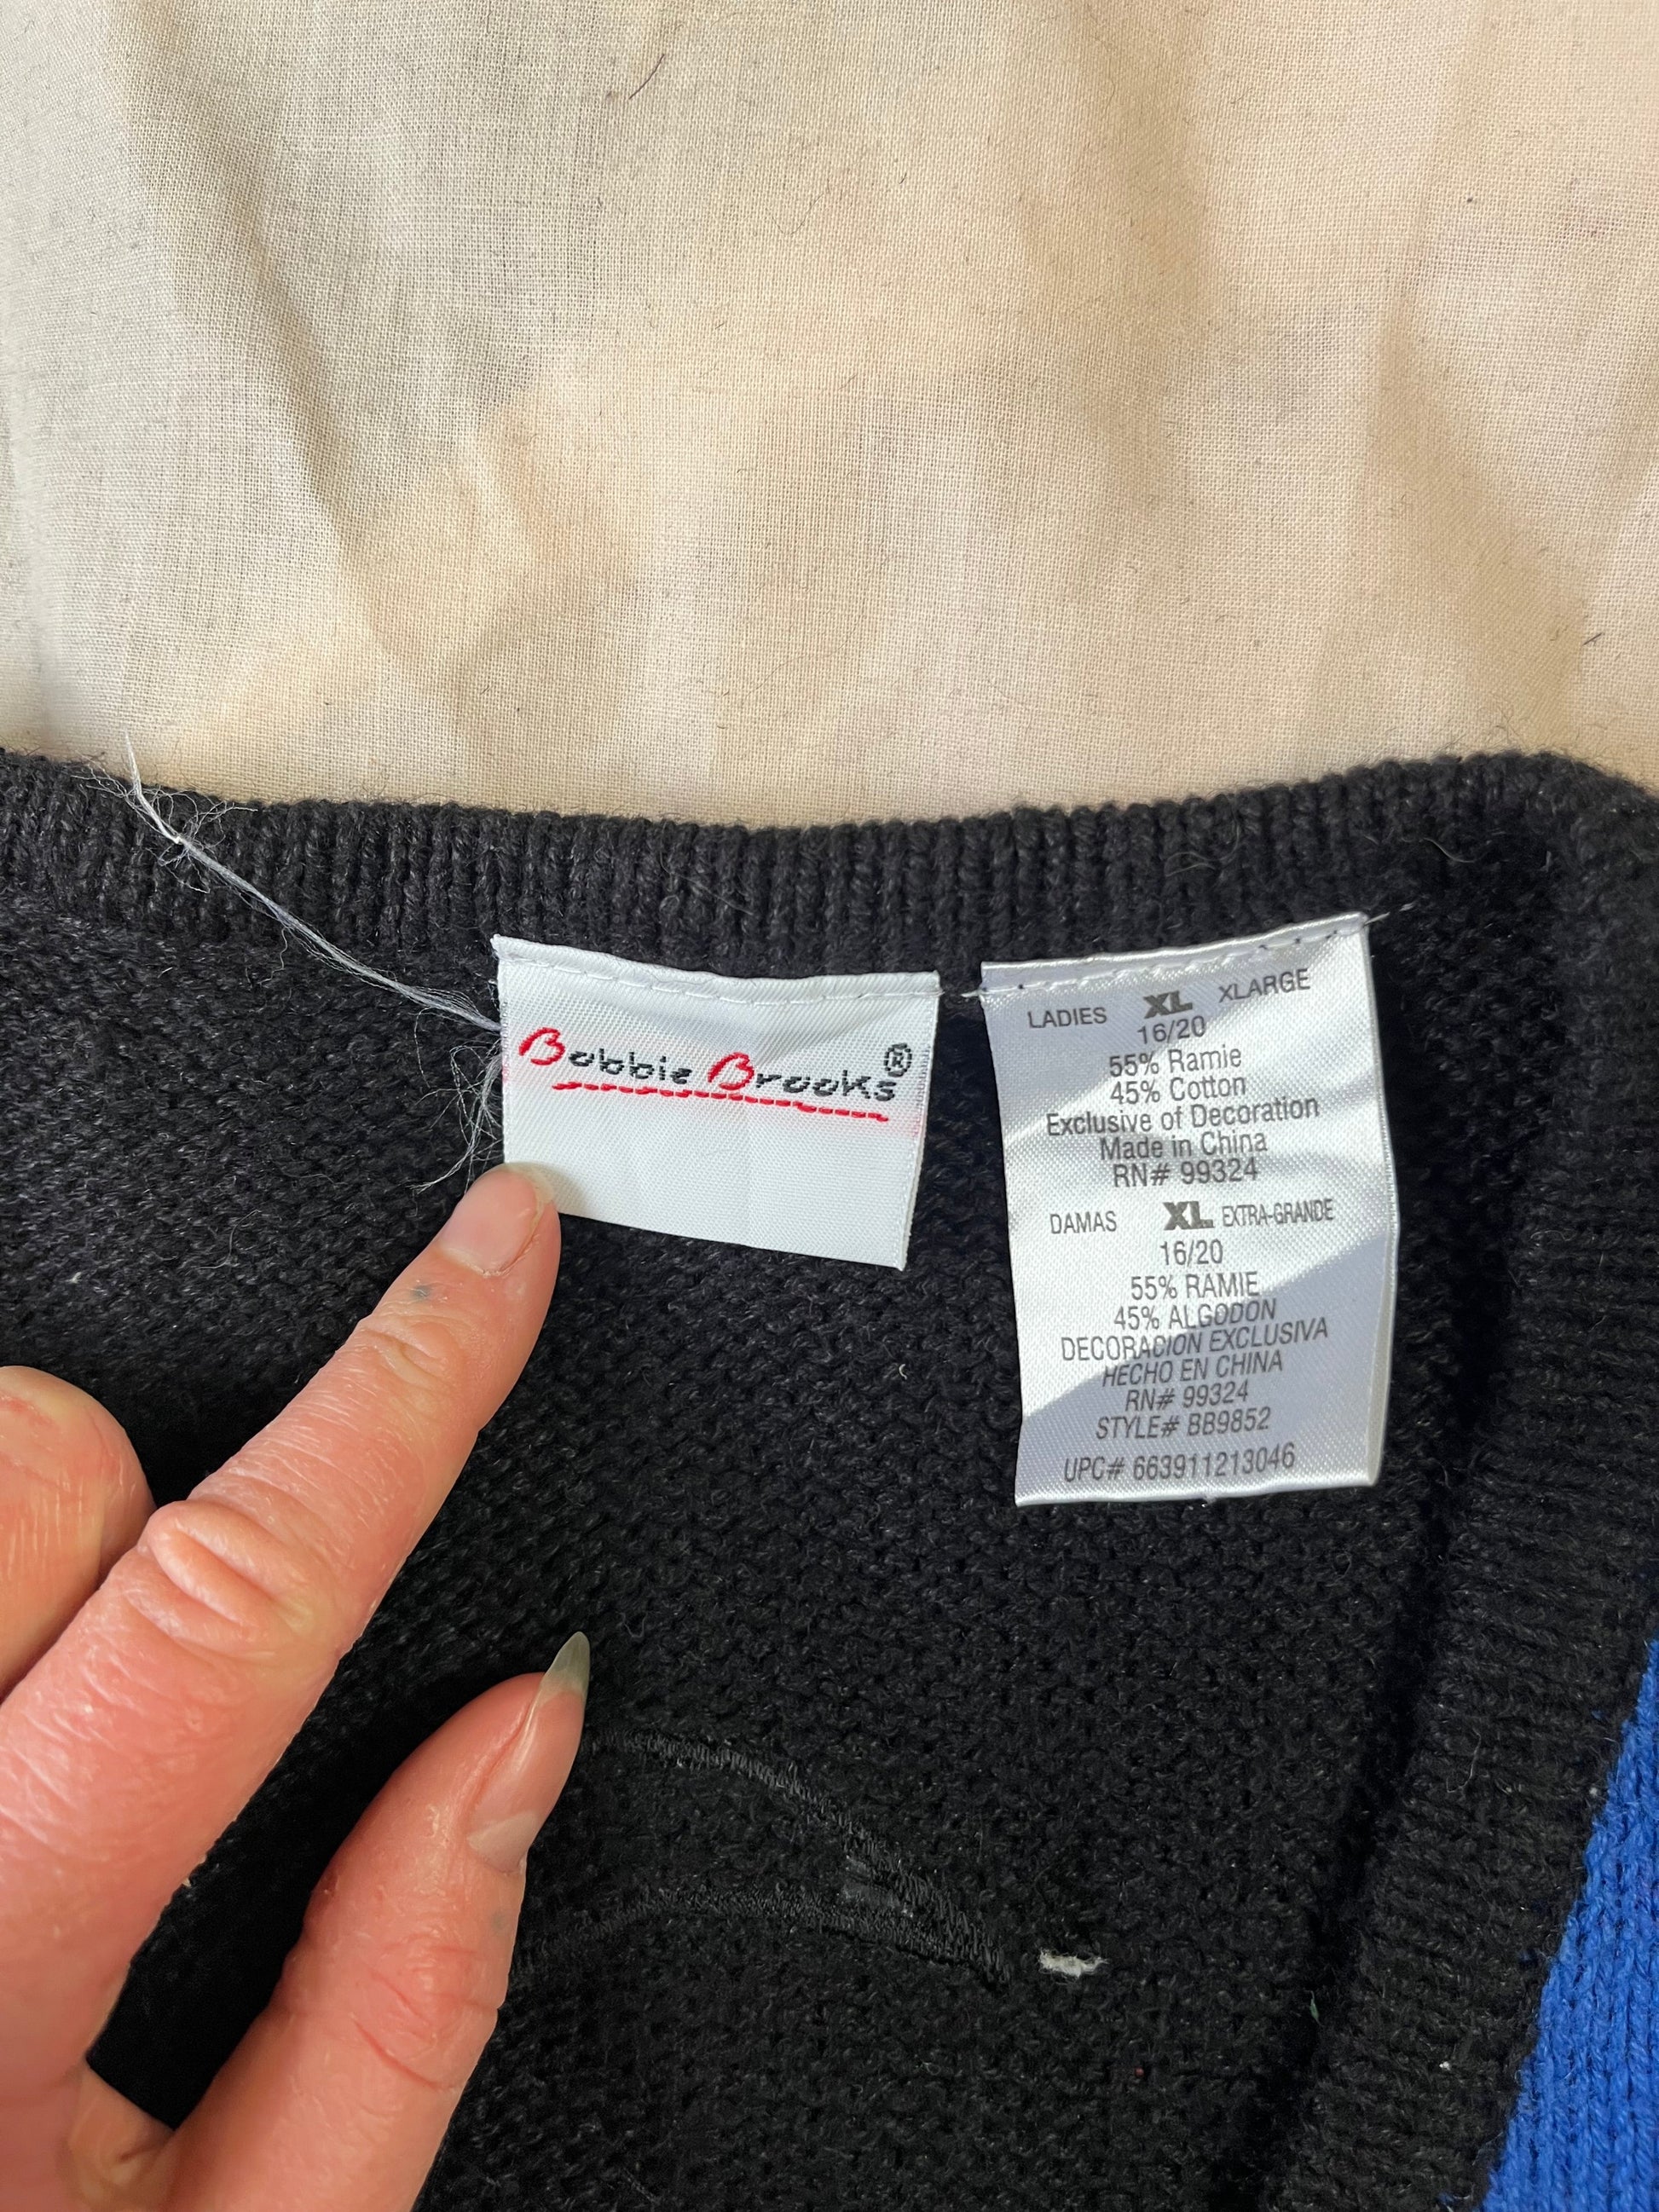 Bobbie Brooks®
LADIES XL XLARGE
16/20
55% Ramie
45% Cotton
Exclusive of Decoration
Made in China
RN# 99324
DAMAS XL EXTRA-GRANDE
16/20
55% RAMIE
45% ALGODON
DECORACION EXCLUSIVA
HECHO EN CHINA
RN# 99324
STYLE# BB9852
UPC# 663911213046